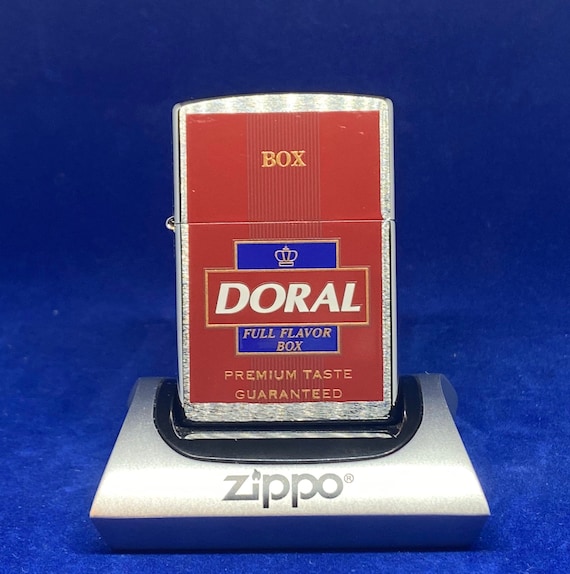 BOX
DORAL
FULL FLAVOR
BOX
PREMIUM TASTE
GUARANTEED
zippo®